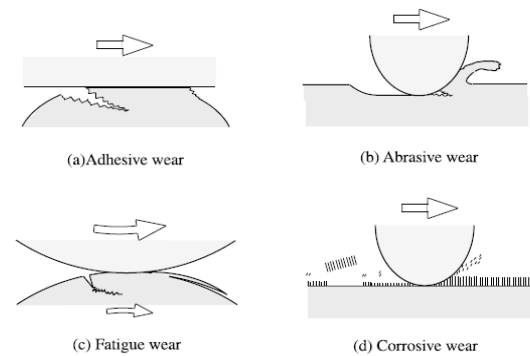 (a)Adhesive wear
(b) Abrasive wear
(c) Fatigue wear
(d) Corrosive wear